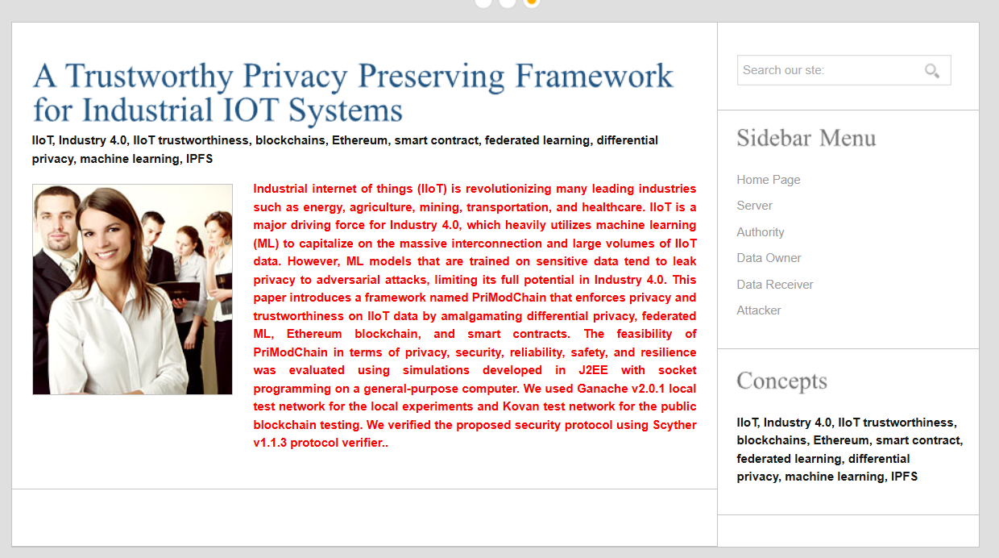 A Trustworthy Privacy Preserving Framework
for Industrial IOT Systems
IIoT, Industry 4.0, IIoT trustworthiness, blockchains, Ethereum, smart contract, federated learning, differential
privacy, machine learning, IPFS
Industrial internet of things (IIoT) is revolutionizing many leading industries
such as energy, agriculture, mining, transportation, and healthcare. IIoT is a
major driving force for Industry 4.0, which heavily utilizes machine learning
(ML) to capitalize on the massive interconnection and large volumes of IIoT
data. However, ML models that are trained on sensitive data tend to leak
privacy to adversarial attacks, limiting its full potential in Industry 4.0. This
paper introduces a framework named PriModChain that enforces privacy and
trustworthiness on IIoT data by amalgamating differential privacy, federated
ML, Ethereum blockchain, and smart contracts. The feasibility of
PriModChain in terms of privacy, security, reliability, safety, and resilience
was evaluated using simulations developed in J2EE with socket
programming on a general-purpose computer. We used Ganache v2.0.1 local
test network for the local experiments and Kovan test network for the public
blockchain testing. We verified the proposed security protocol using Scyther
v1.1.3 protocol verifier..
Search our ste:
Sidebar Menu
Home Page
Server
Authority
Data Owner
Data Receiver
Attacker
Concepts
IIoT, Industry 4.0, IIoT trustworthiness,
blockchains, Ethereum, smart contract,
federated learning, differential
privacy, machine learning, IPFS